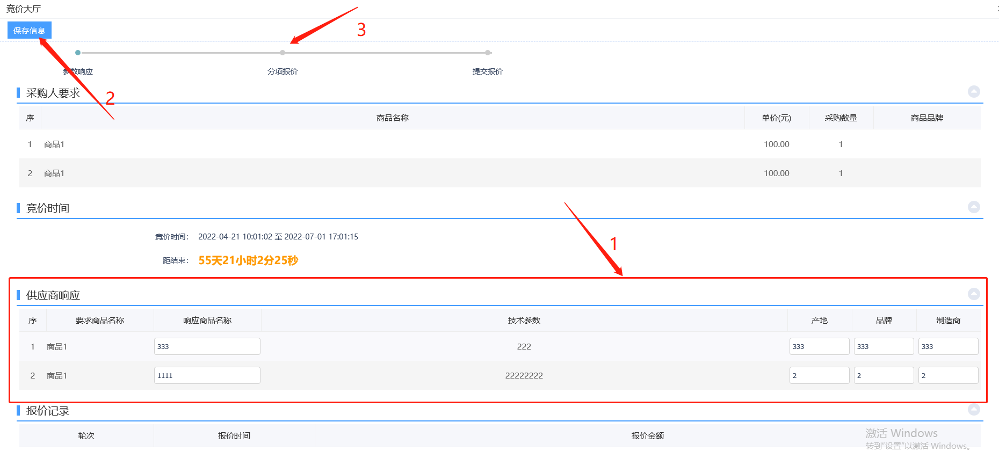 竞价大厅
保存信息
3
参数响应 分项报价 提交报价
采购人要求
2
序 商品名称 单价(元) 采购数量 商品品牌
1 商品1 100.00 1
2 商品1 100.00 1
竞价时间
竞价时间： 2022-04-21 10:01:02 至 2022-07-01 17:01:15
1
距结束： 55天21小时2分25秒
供应商响应
序 要求商品名称 响应商品名称 技术参数 产地 品牌 制造商
1 商品1 333 222 333 333 333
2 商品1 1111 22222222 2 2 2
报价记录
轮次 报价时间 报价金额
激活 Windows
转到"设置"以激活 Windows。